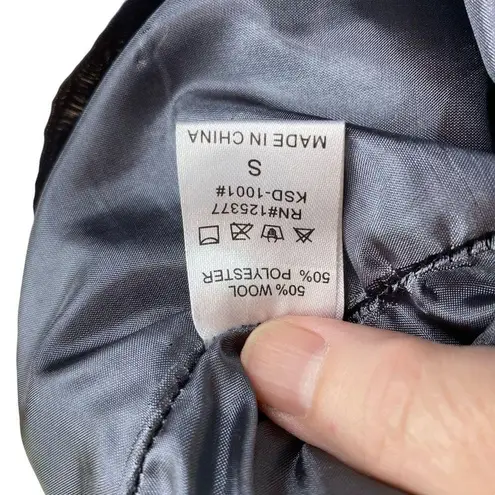 50% WOOL
50% POLYESTER
RN#125377
KSD-1001#
S
MADE IN CHINA